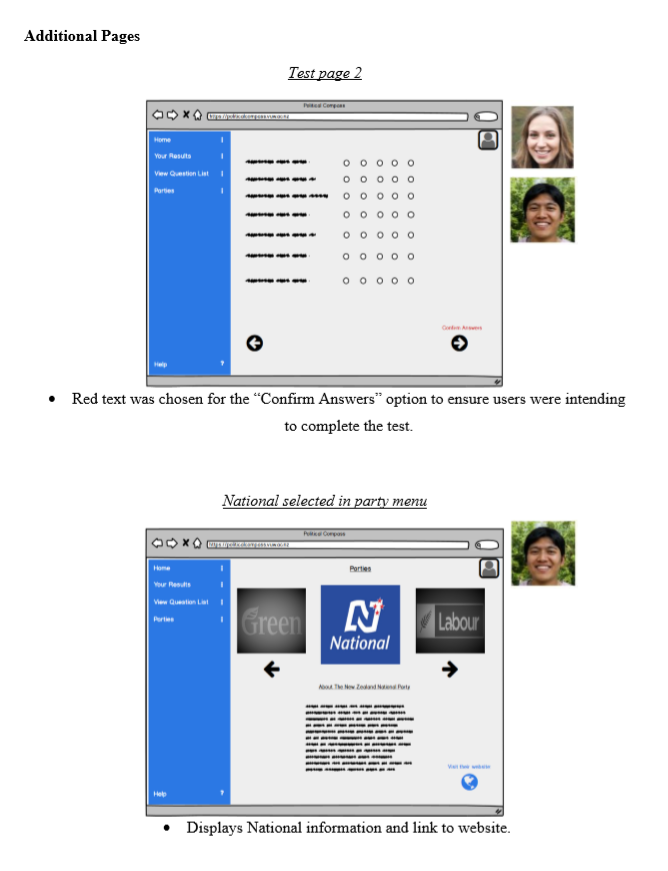 Additional Pages
Test page 2
Political Compass
https://politicalcompass.vuw.ac.nz
Home
Your Results
View Question List
Parties
Confirm Answers
Help ?
• Red text was chosen for the “Confirm Answers” option to ensure users were intending
to complete the test.
National selected in party menu
Political Compass
https://politicalcompass.vuw.ac.nz
Home
Your Results
View Question List
Parties
Parties
Green
National
Labour
About The New Zealand National Party
Visit their website
Help ?
• Displays National information and link to website.